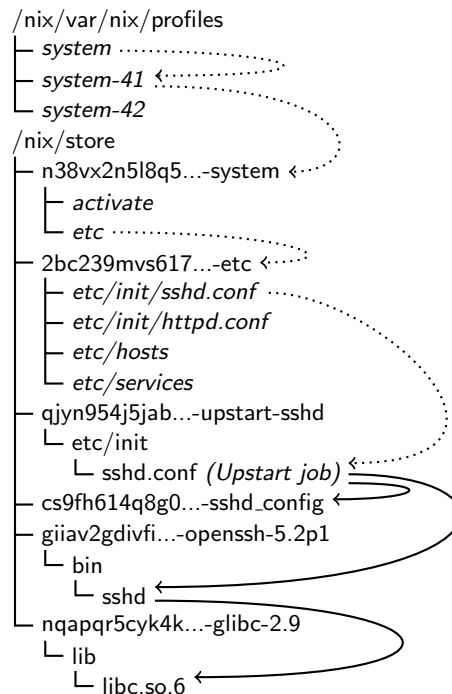 /nix/var/nix/profiles
system
system-41
system-42
/nix/store
n38vx2n5l8q5...-system
activate
etc
2bc239mvs617...-etc
etc/init/sshd.conf
etc/init/httpd.conf
etc/hosts
etc/services
qjyn954j5jab...-upstart-sshd
etc/init
sshd.conf (Upstart job)
cs9fh614q8g0...-sshd_config
giiav2gdivfi...-openssh-5.2p1
bin
sshd
nqapqr5cyk4k...-glibc-2.9
lib
libc.so.6